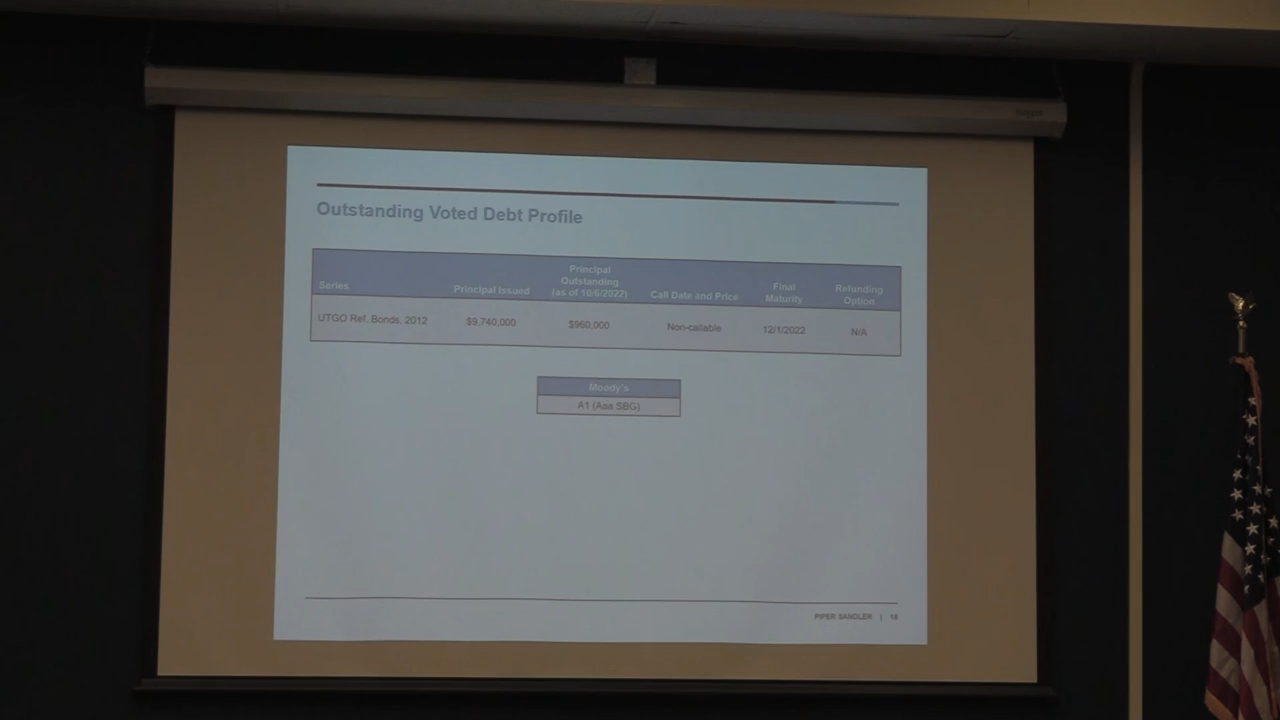 Outstanding Voted Debt Profile
Series Principal Issued Principal Outstanding (as of 10/6/2022) Call Date and Price Final Maturity Refunding Option
UTGO Ref. Bonds, 2012 $9,740,000 $960,000 Non-callable 12/1/2022 N/A
Moody's
A1 (Aaa SBG)
PIPER SANDLER |